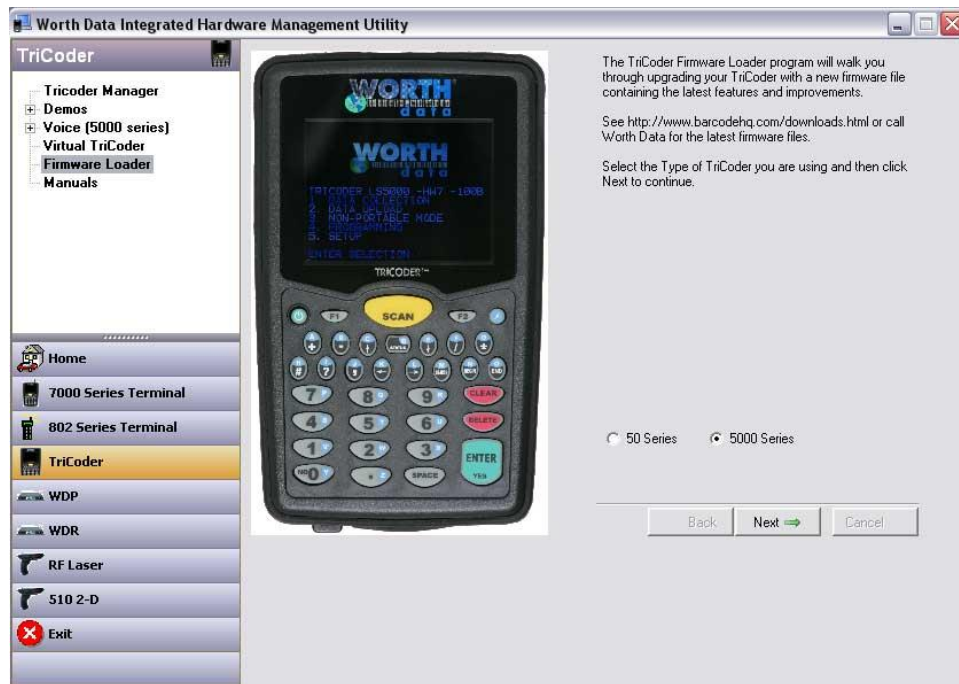 Worth Data Integrated Hardware Management Utility
TriCoder
Tricoder Manager
Demos
Voice (5000 series)
Virtual TriCoder
Firmware Loader
Manuals
Home
7000 Series Terminal
802 Series Terminal
TriCoder
WDP
WDR
RF Laser
510 2-D
Exit
WORTH
data
WORTH
data
TRICODER LS5000 -HW7 -100B
1. DATA COLLECTION
2. DATA UPLOAD
3. NON-PORTABLE MODE
4. PROGRAMMING
5. SETUP
ENTER SELECTION
TRICODER™
F1 SCAN F2
# ? END
7 8 9 CLEAR
4 5 6 DELETE
1 2 3 ENTER
NO 0 . SPACE YES
The TriCoder Firmware Loader program will walk you
through upgrading your TriCoder with a new firmware file
containing the latest features and improvements.
See http://www.barcodehq.com/downloads.html or call
Worth Data for the latest firmware files.
Select the Type of TriCoder you are using and then click
Next to continue.
50 Series 5000 Series
Back Next Cancel